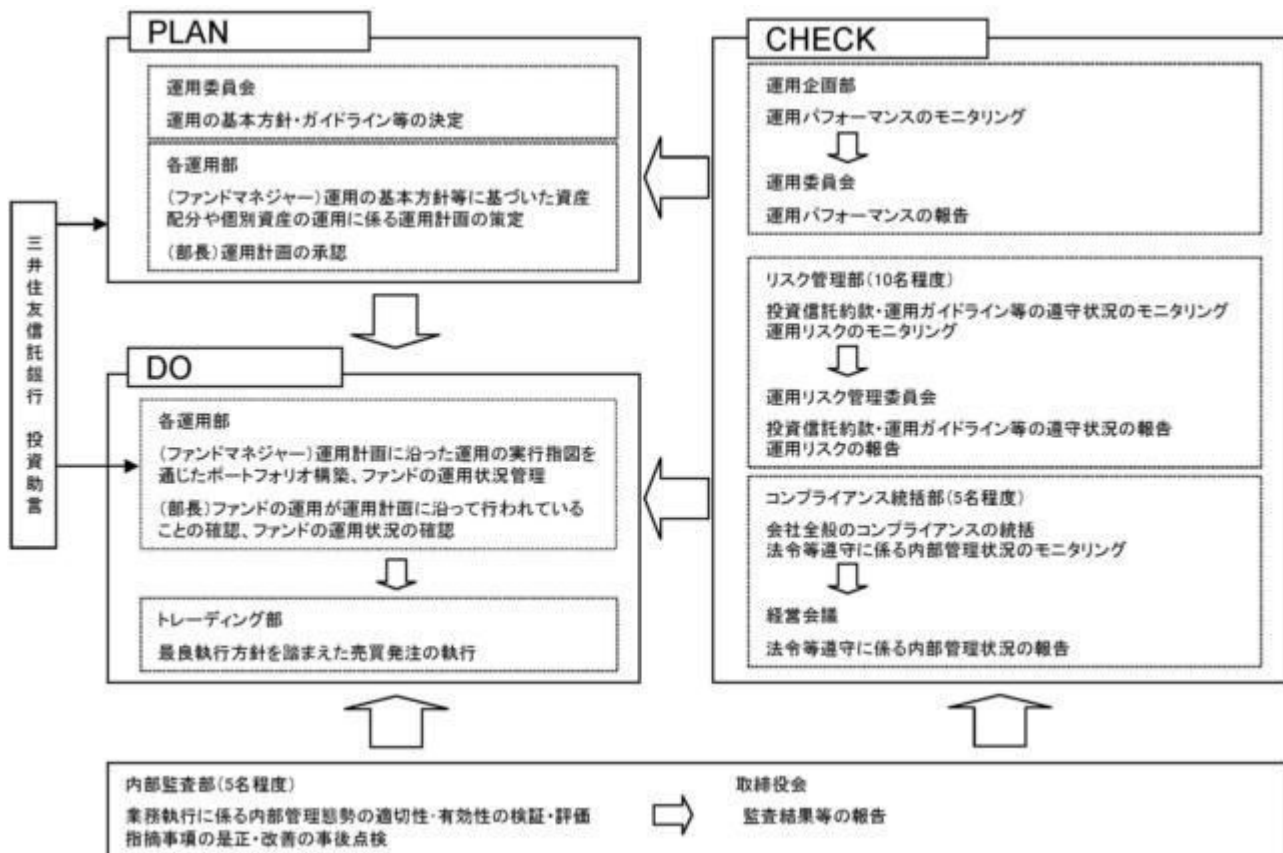 PLAN
運用委員会
運用の基本方針・ガイドライン等の決定
各運用部
(ファンドマネジャー)運用の基本方針等に基づいた資産
配分や個別資産の運用に係る運用計画の策定
(部長)運用計画の承認
三井住友信託銀行 投資助言
DO
各運用部
(ファンドマネジャー)運用計画に沿った運用の実行指図を
通じたポートフォリオ構築、ファンドの運用状況管理
(部長)ファンドの運用が運用計画に沿って行われている
ことの確認、ファンドの運用状況の確認
トレーディング部
最良執行方針を踏まえた売買発注の執行
CHECK
運用企画部
運用パフォーマンスのモニタリング
運用委員会
運用パフォーマンスの報告
リスク管理部(10名程度)
投資信託約款・運用ガイドライン等の遵守状況のモニタリング
運用リスクのモニタリング
運用リスク管理委員会
投資信託約款・運用ガイドライン等の遵守状況の報告
運用リスクの報告
コンプライアンス統括部(5名程度)
会社全般のコンプライアンスの統括
法令等遵守に係る内部管理状況のモニタリング
経営会議
法令等遵守に係る内部管理状況の報告
内部監査部(5名程度)
業務執行に係る内部管理態勢の適切性・有効性の検証・評価
指摘事項の是正・改善の事後点検
取締役会
監査結果等の報告